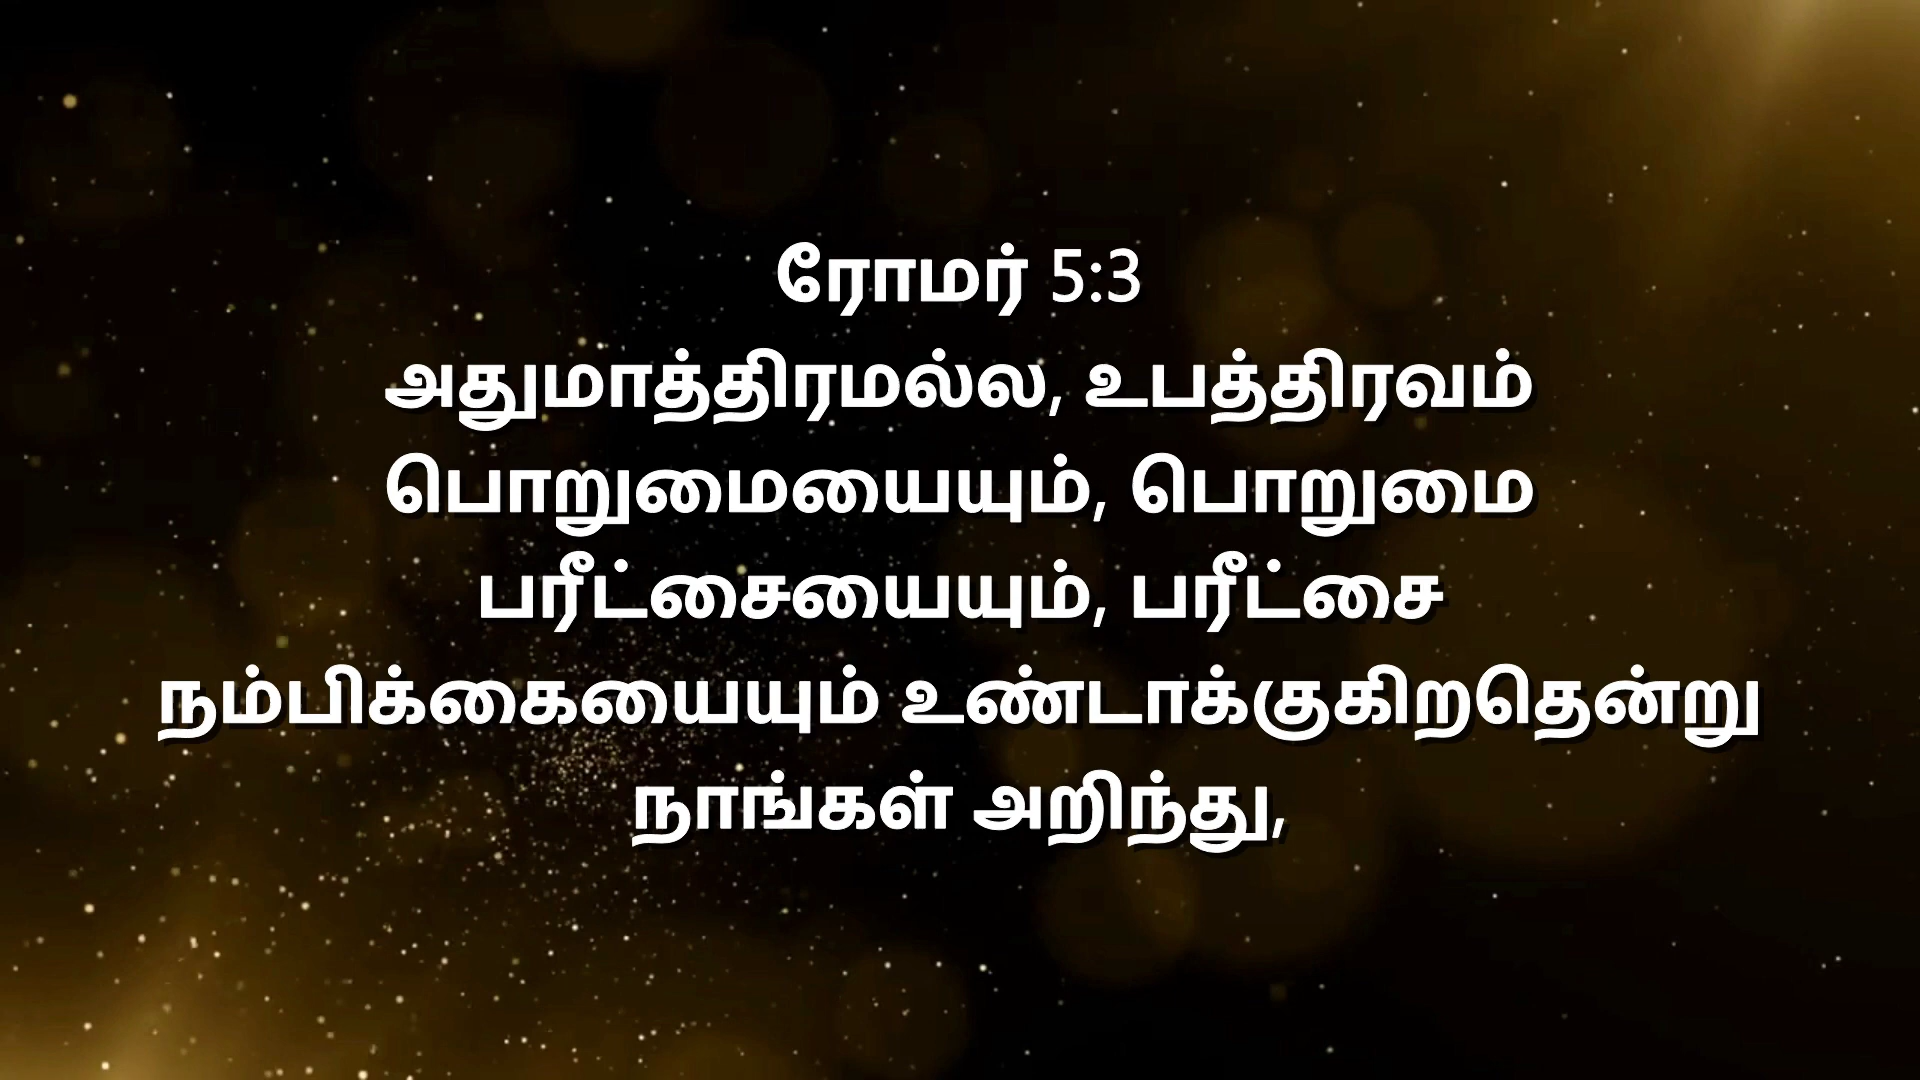 ரோமர் 5:3
அதுமாத்திரமல்ல, உபத்திரவம்
பொறுமையையும், பொறுமை
பரீட்சையையும், பரீட்சை
நம்பிக்கையையும் உண்டாக்குகிறதென்று
நாங்கள் அறிந்து,